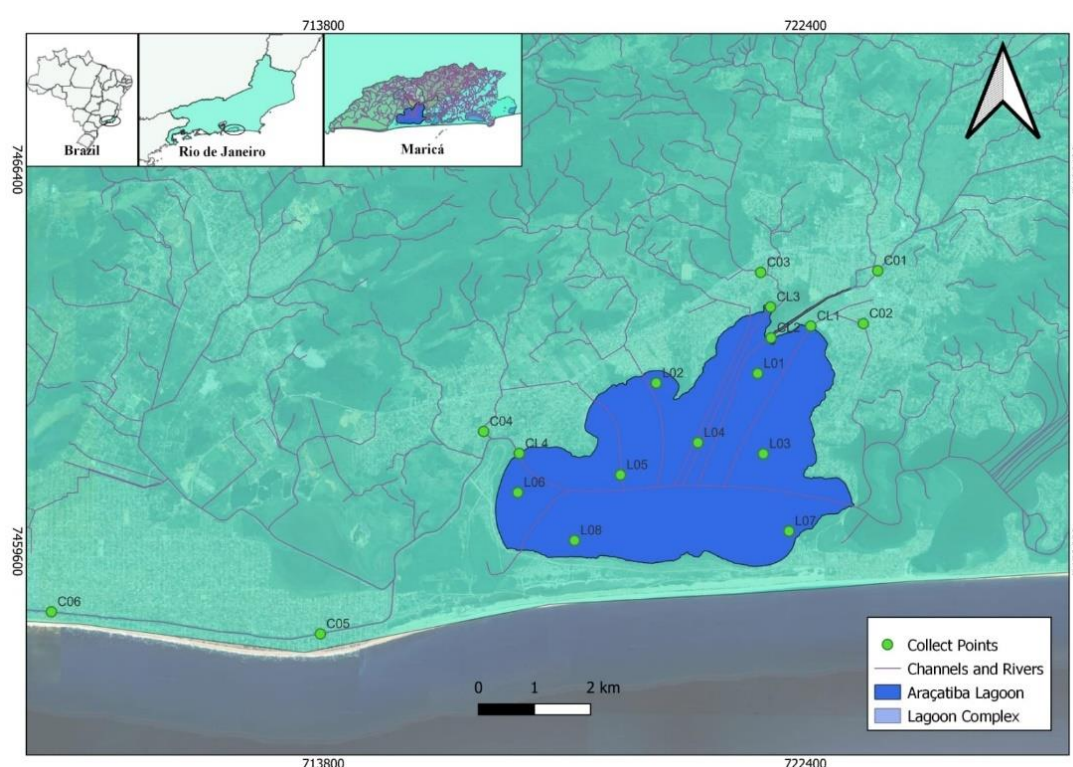 713800 722400
Brazil Rio de Janeiro Maricá
7466400
C03 C01
CL3
CL2 CL1 C02
L01
L02
C04 L04
CL4 L03
L05
L06
L07
L08
7459600
C06
C05
0 1 2 km
Collect Points
Channels and Rivers
Araçatiba Lagoon
Lagoon Complex
713800 722400